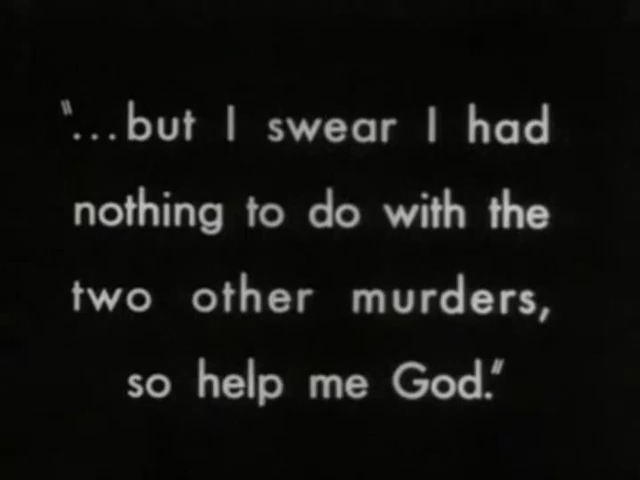 "...but I swear I had
nothing to do with the
two other murders,
so help me God."